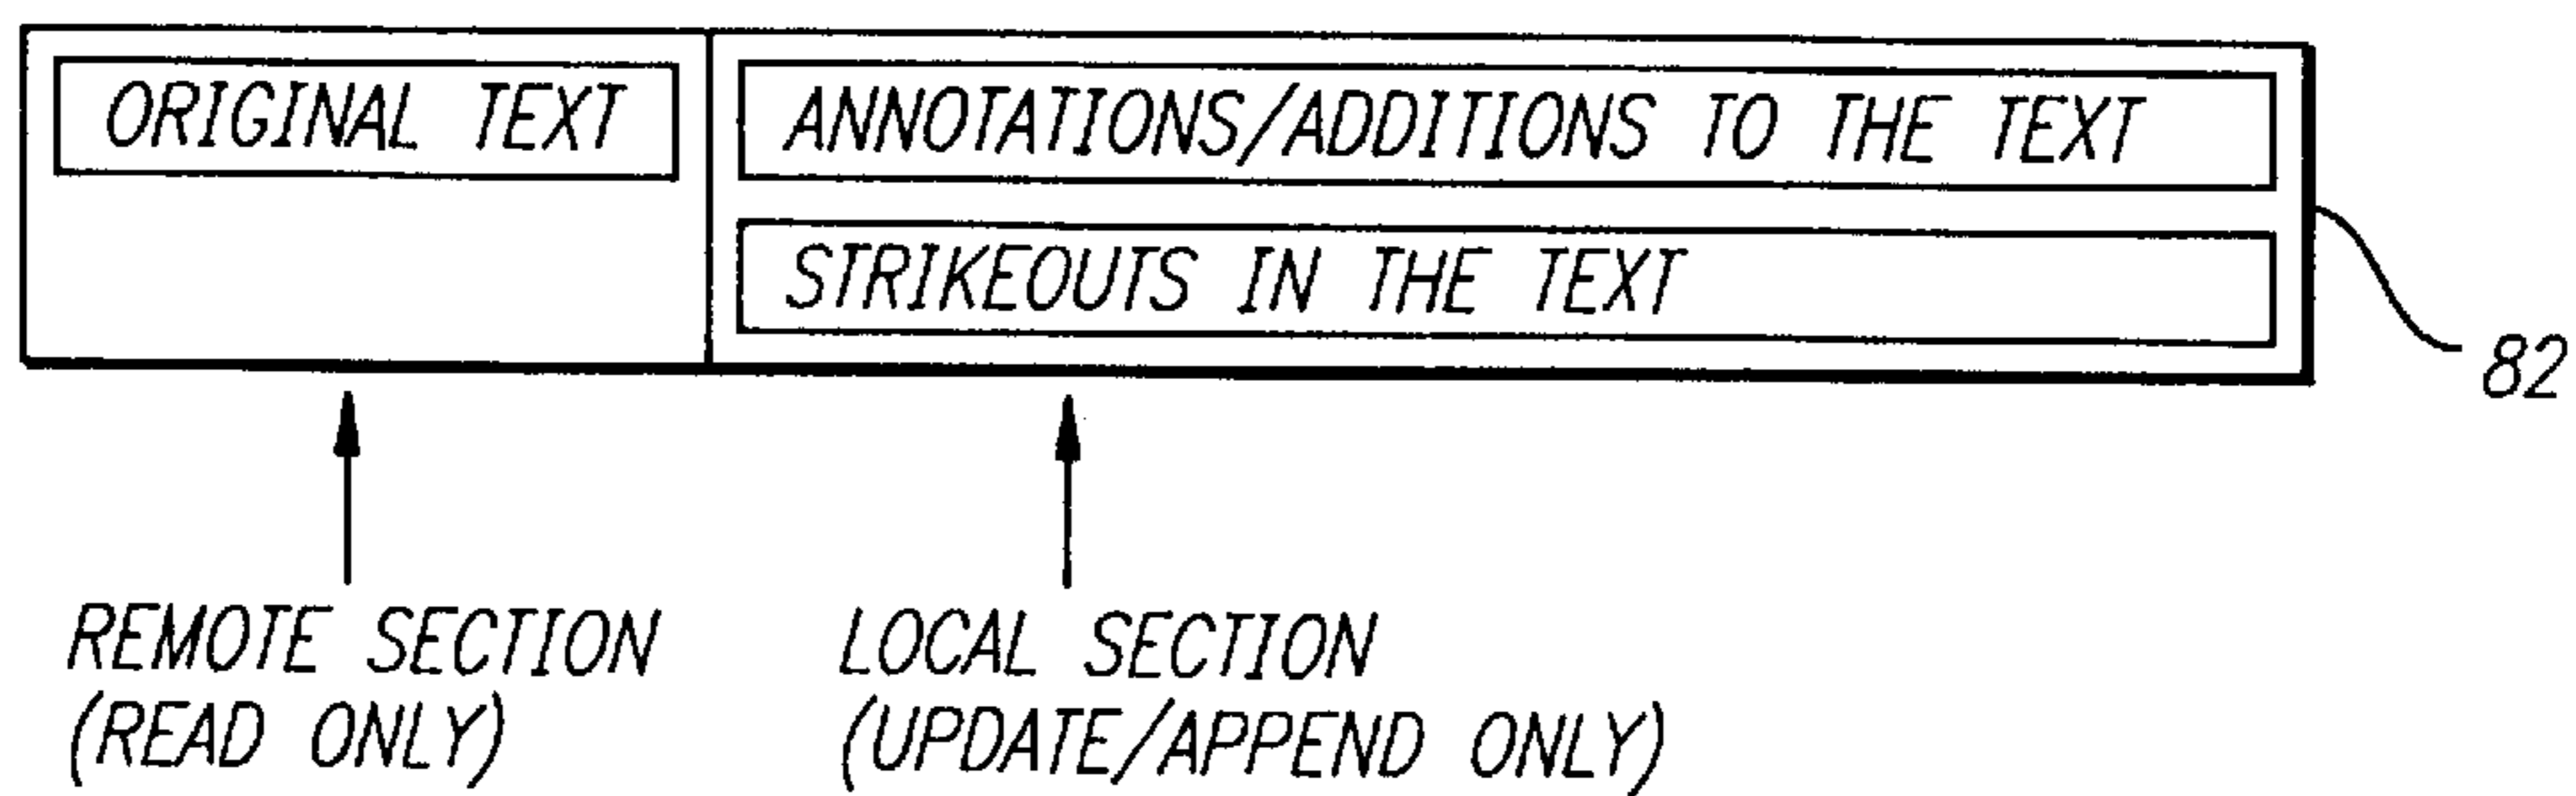 ORIGINAL TEXT
ANNOTATIONS/ADDITIONS TO THE TEXT
STRIKEOUTS IN THE TEXT
82
REMOTE SECTION
(READ ONLY)
LOCAL SECTION
(UPDATE/APPEND ONLY)